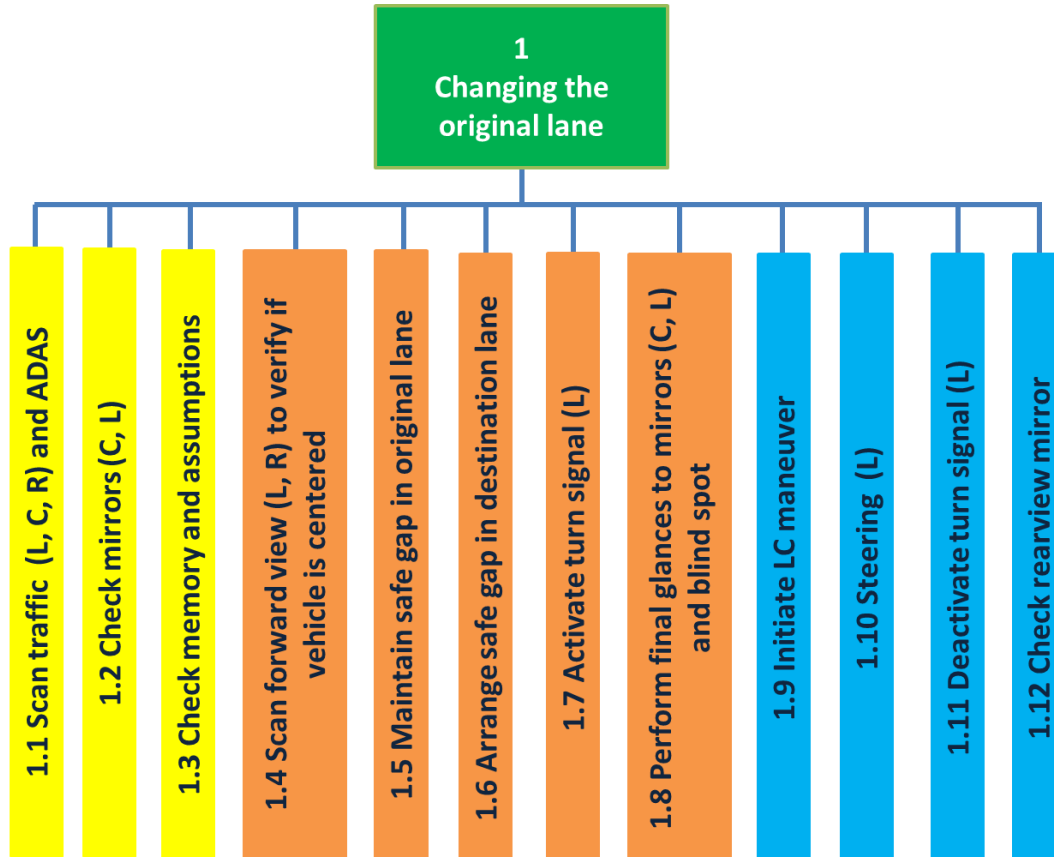 1
Changing the
original lane
1.1 Scan traffic  (L, C, R) and ADAS
1.2 Check mirrors (C, L)
1.3 Check memory and assumptions
1.4 Scan forward view (L, R) to verify if
vehicle is centered
1.5 Maintain safe gap in original lane
1.6 Arrange safe gap in destination lane
1.7 Activate turn signal (L)
1.8 Perform final glances to mirrors (C, L)
and blind spot
1.9 Initiate LC maneuver
1.10 Steering  (L)
1.11 Deactivate turn signal (L)
1.12 Check rearview mirror